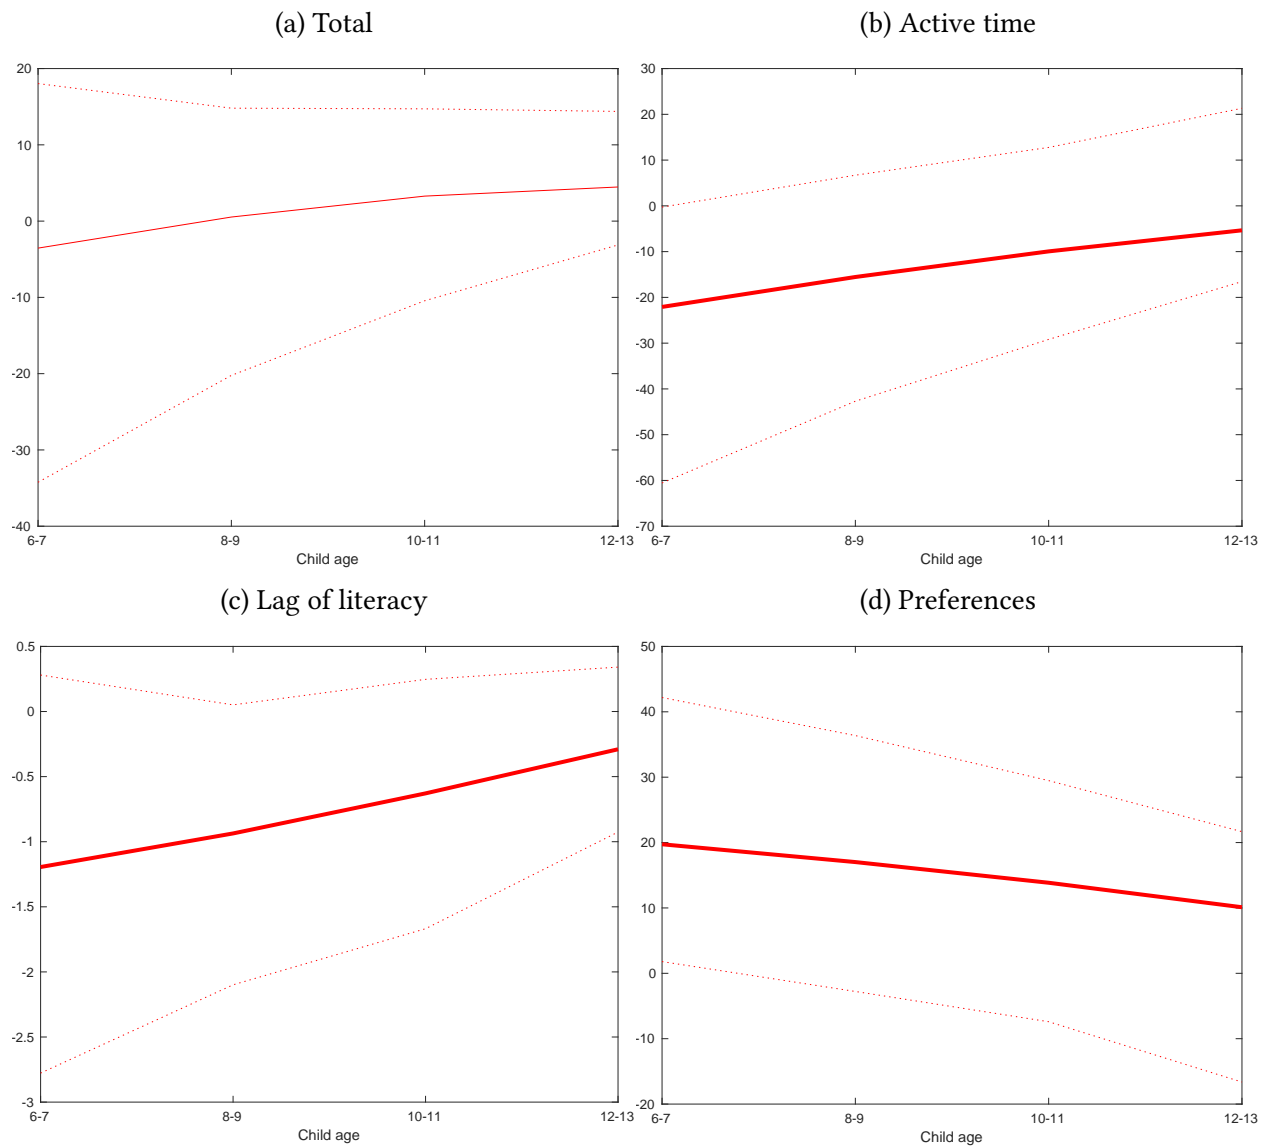 (a) Total
20
10
0
-10
-20
-30
-40
6-7 8-9 10-11 12-13
Child age
(b) Active time
30
20
10
0
-10
-20
-30
-40
-50
-60
-70
6-7 8-9 10-11 12-13
Child age
(c) Lag of literacy
0.5
0
-0.5
-1
-1.5
-2
-2.5
-3
6-7 8-9 10-11 12-13
Child age
(d) Preferences
50
40
30
20
10
0
-10
-20
6-7 8-9 10-11 12-13
Child age